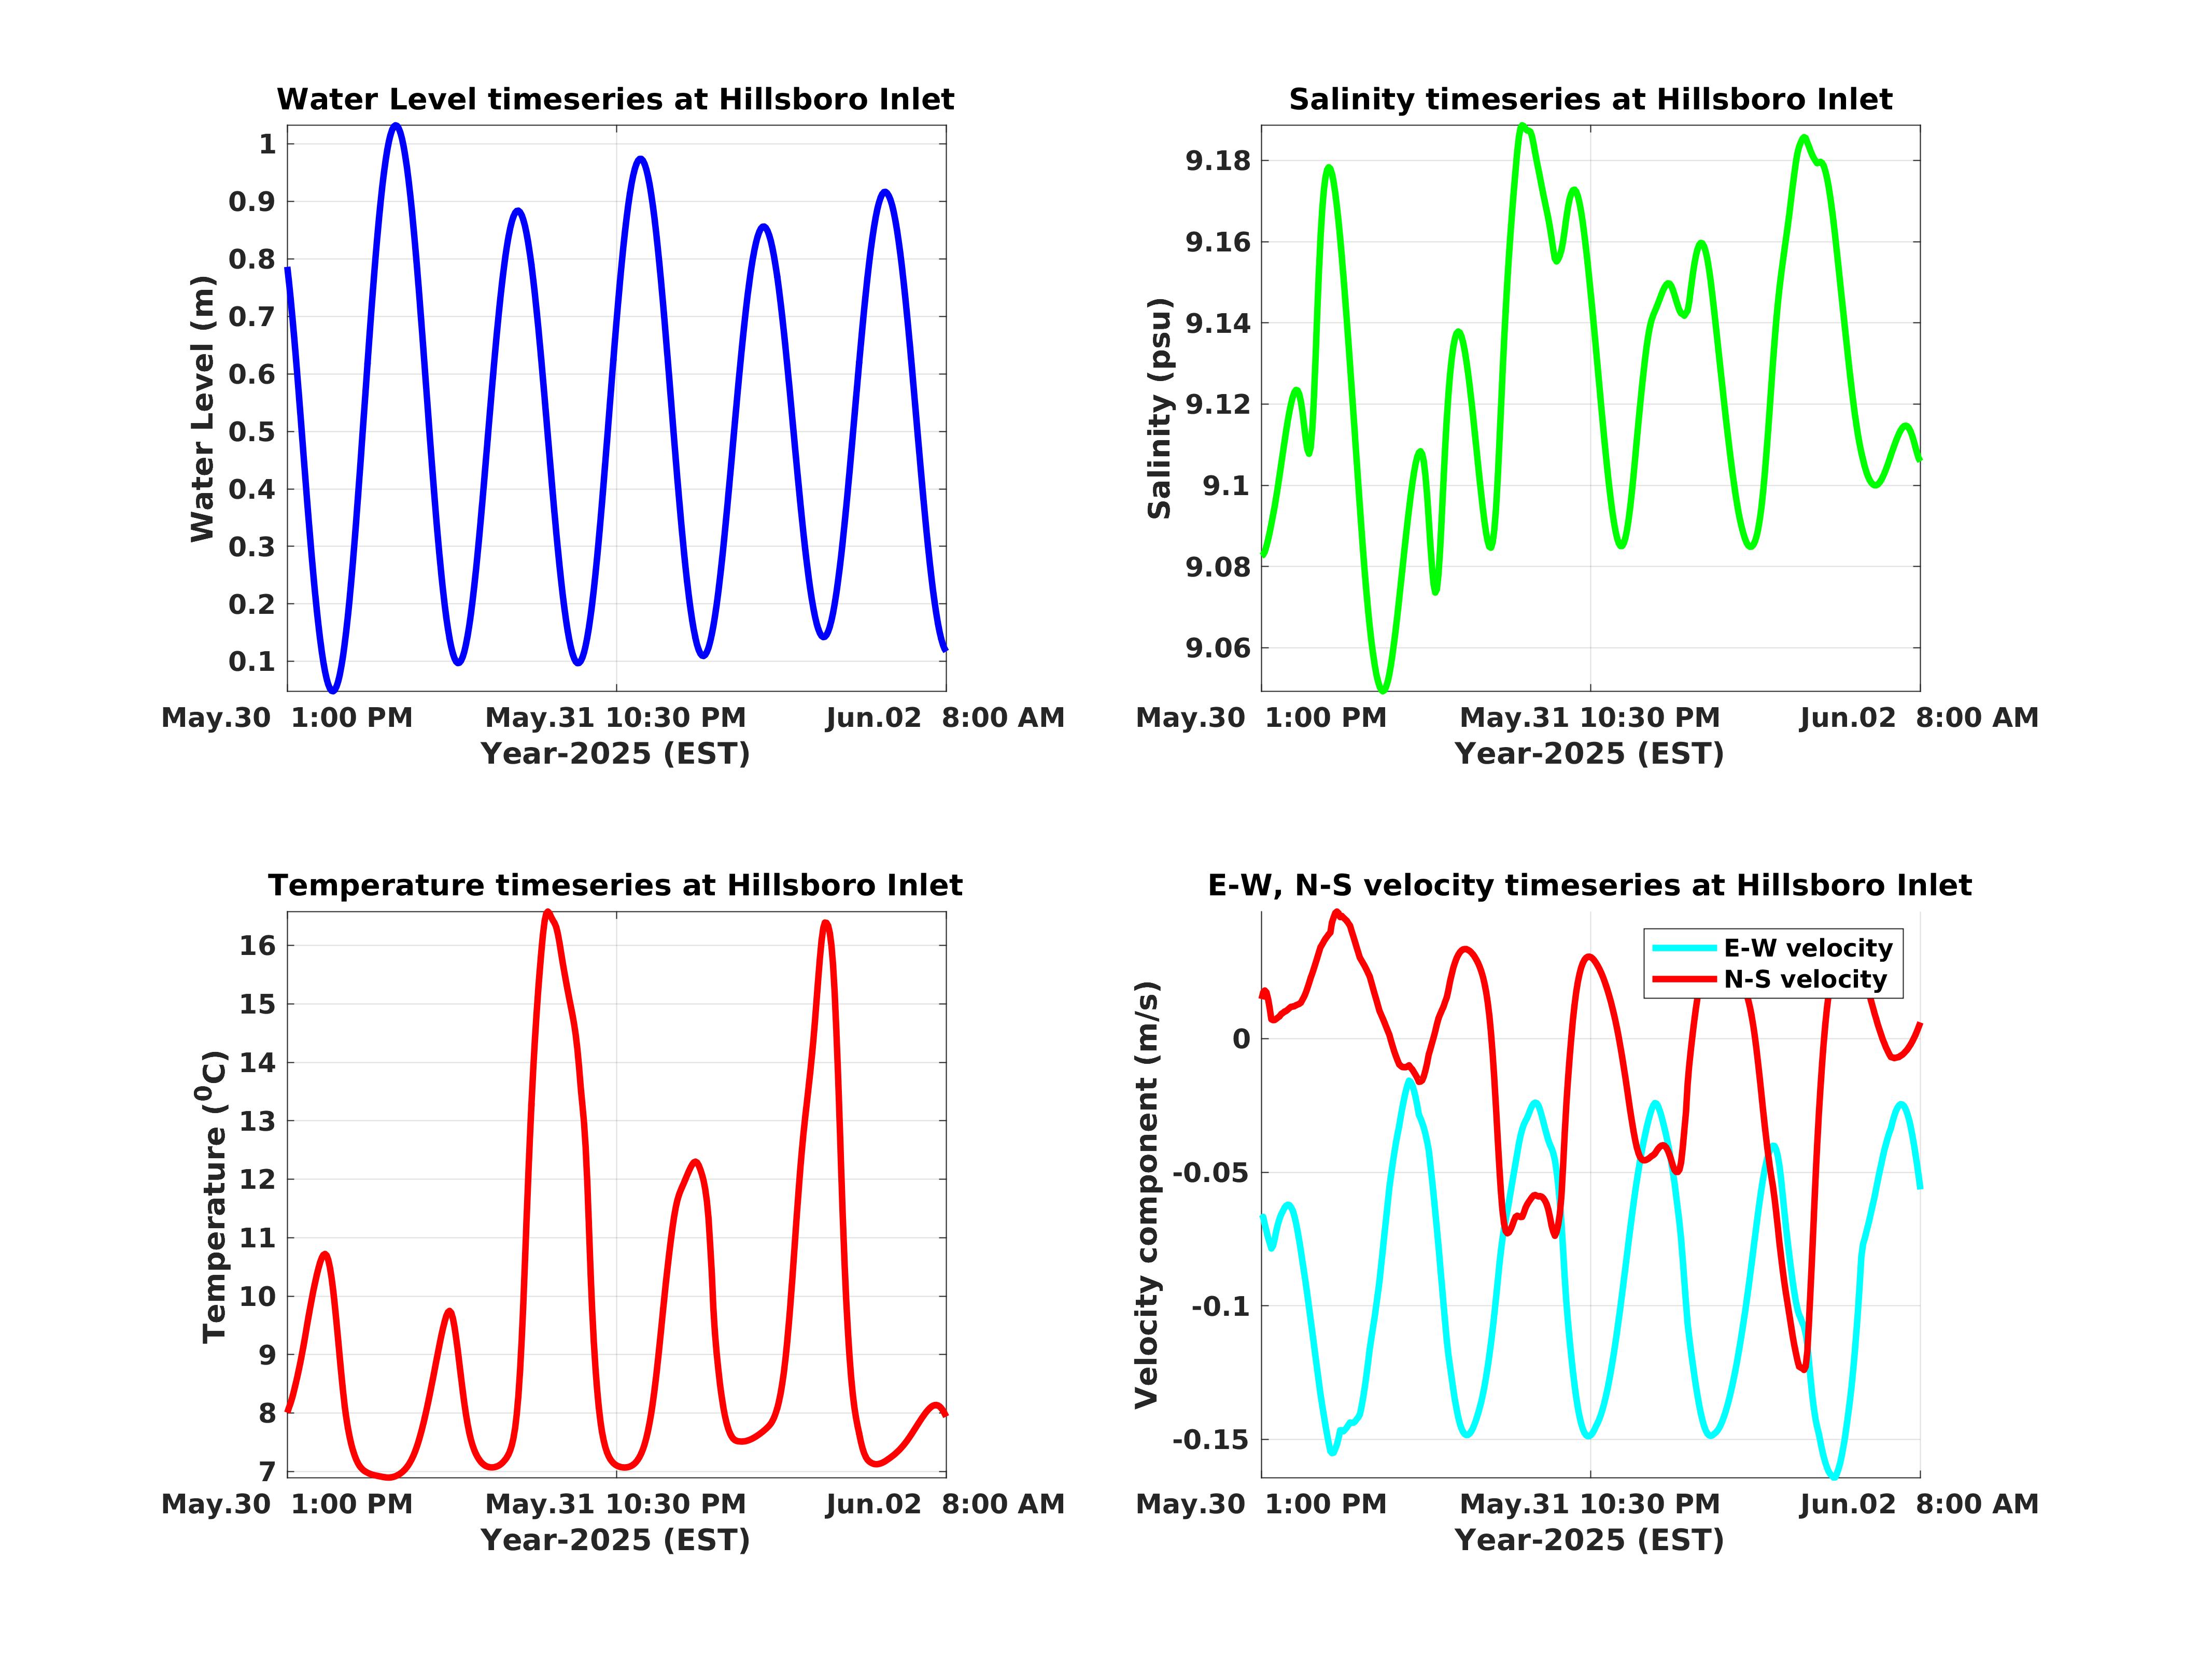 Water Level timeseries at Hillsboro Inlet
Water Level (m)
1
0.9
0.8
0.7
0.6
0.5
0.4
0.3
0.2
0.1
May.30 1:00 PM May.31 10:30 PM Jun.02 8:00 AM
Year-2025 (EST)
Salinity timeseries at Hillsboro Inlet
Salinity (psu)
9.18
9.16
9.14
9.12
9.1
9.08
9.06
May.30 1:00 PM May.31 10:30 PM Jun.02 8:00 AM
Year-2025 (EST)
Temperature timeseries at Hillsboro Inlet
Temperature (⁰C)
16
15
14
13
12
11
10
9
8
7
May.30 1:00 PM May.31 10:30 PM Jun.02 8:00 AM
Year-2025 (EST)
E-W, N-S velocity timeseries at Hillsboro Inlet
Velocity component (m/s)
E-W velocity
N-S velocity
0
-0.05
-0.1
-0.15
May.30 1:00 PM May.31 10:30 PM Jun.02 8:00 AM
Year-2025 (EST)